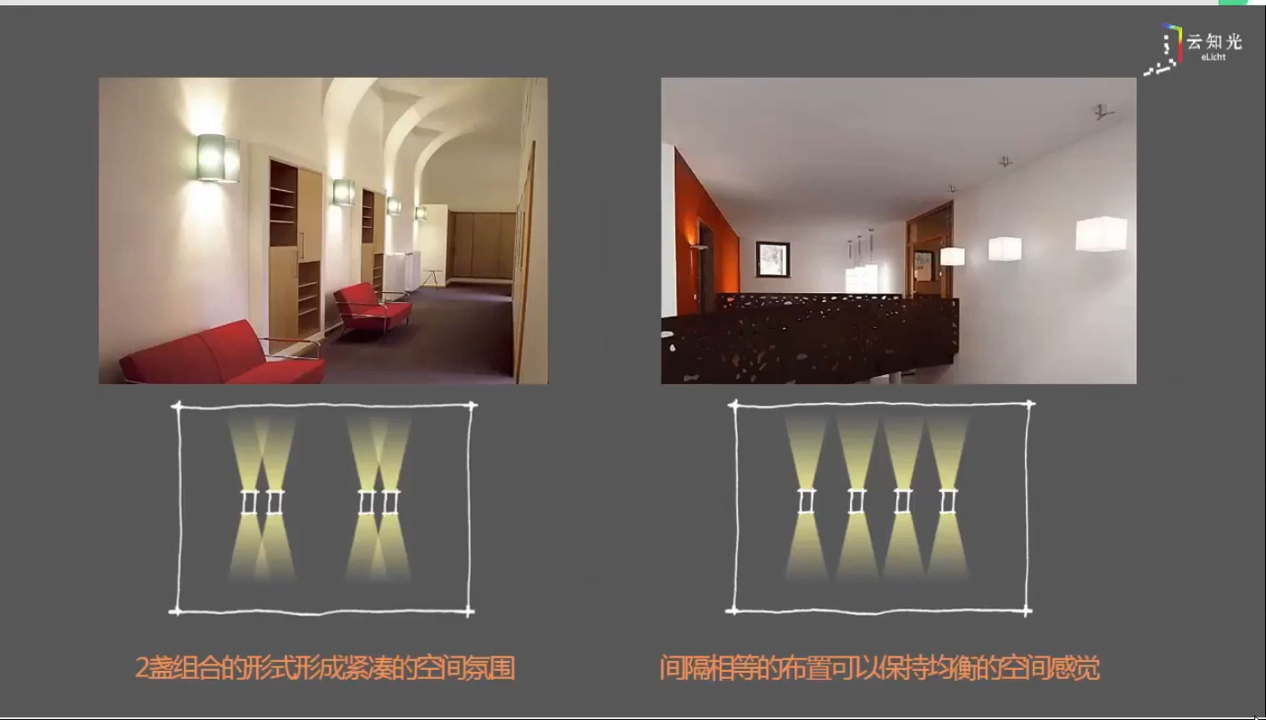 云知光
eLicht
2盏组合的形式形成紧凑的空间氛围
间隔相等的布置可以保持均衡的空间感觉